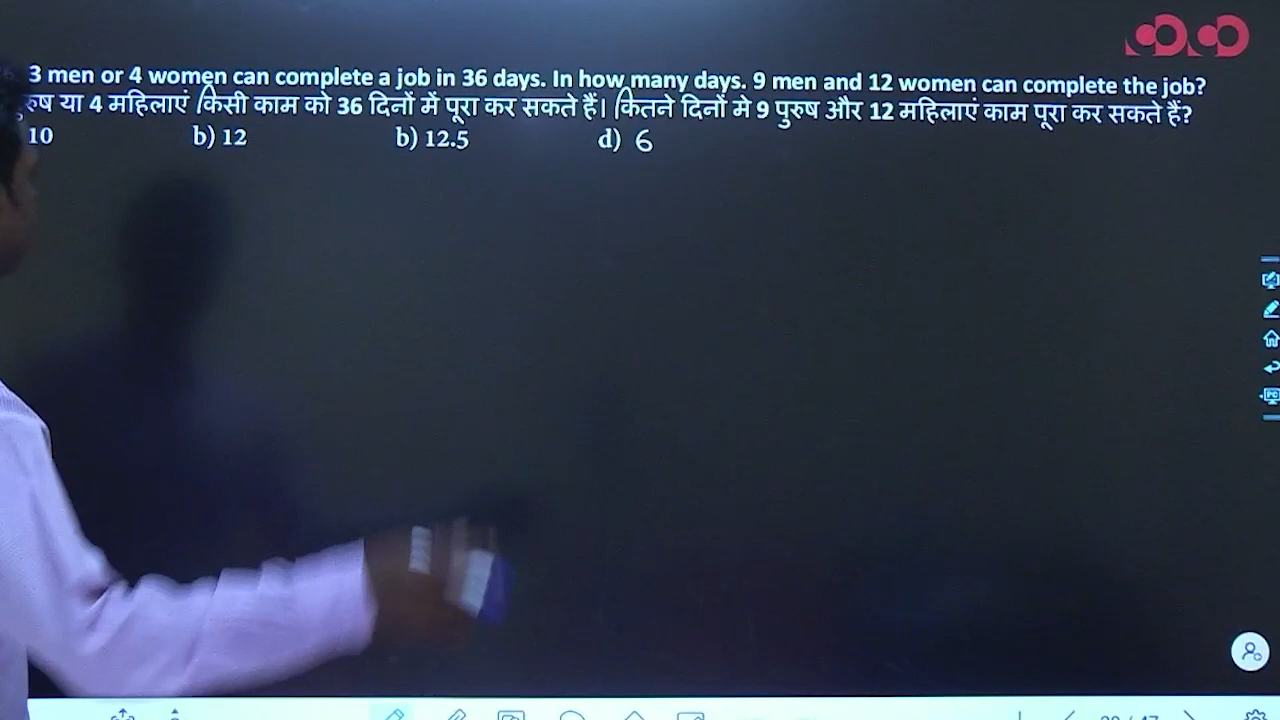 3 men or 4 women can complete a job in 36 days. In how many days. 9 men and 12 women can complete the job?
या 4 महिलाएं किसी काम को 36 दिनों में पूरा कर सकते हैं। कितने दिनों मे 9 पुरुष और 12 महिलाएं काम पूरा कर सकते हैं?
10 b) 12 b) 12.5 d) 6